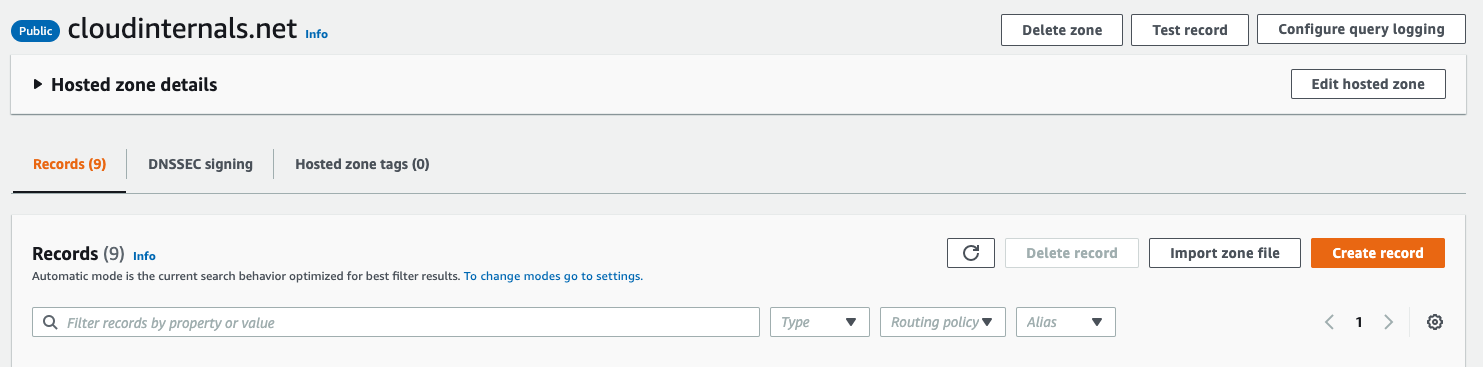 Public cloudinternals.net Info Delete zone Test record Configure query logging
Hosted zone details Edit hosted zone
Records (9) DNSSEC signing Hosted zone tags (0)
Records (9) Info Delete record Import zone file Create record
Automatic mode is the current search behavior optimized for best filter results. To change modes go to settings.
Filter records by property or value Type Routing policy Alias 1